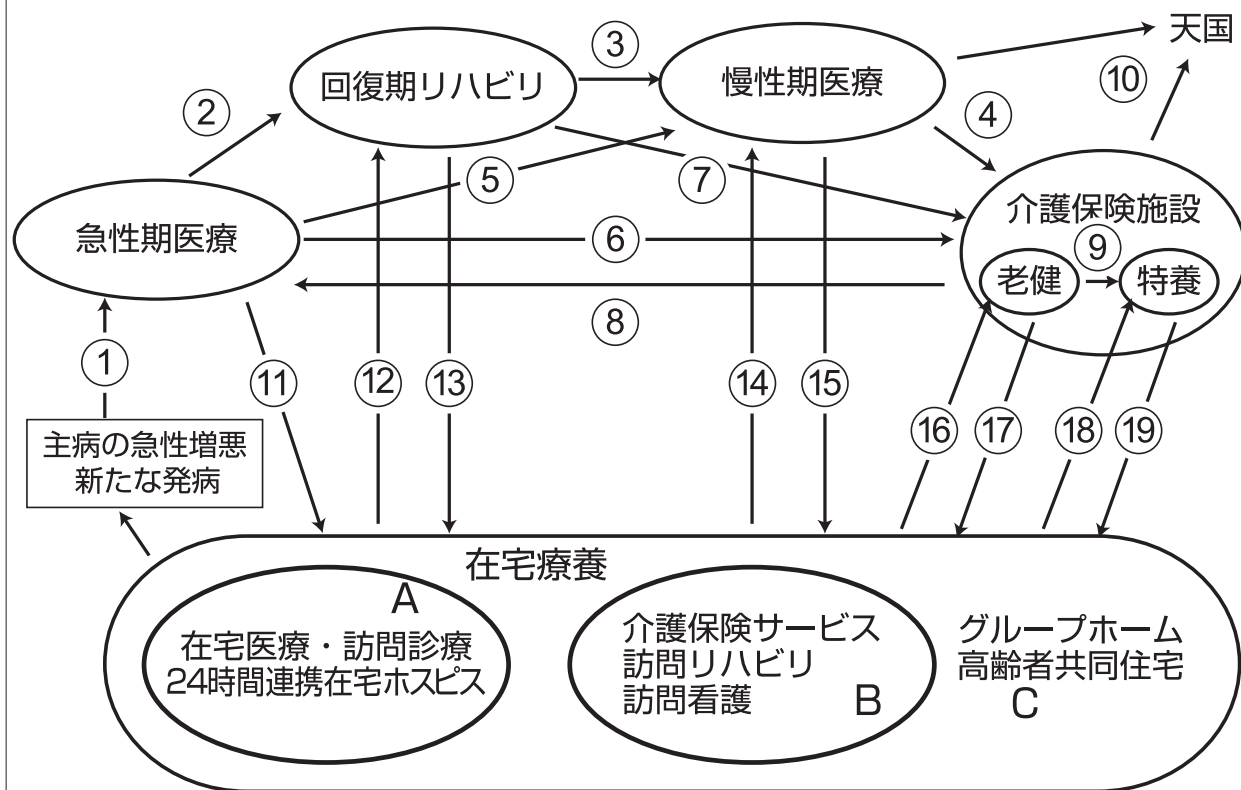 天国
③
回復期リハビリ
慢性期医療
⑩
②
④
⑤
⑦
急性期医療
⑥
介護保険施設
⑨
老健
特養
⑧
①
⑪
⑫
⑬
⑭
⑮
⑯
⑰
⑱
⑲
主病の急性増悪
新たな発病
在宅療養
A
在宅医療・訪問診療
24時間連携在宅ホスピス
介護保険サービス
訪問リハビリ
訪問看護
B
グループホーム
高齢者共同住宅
C